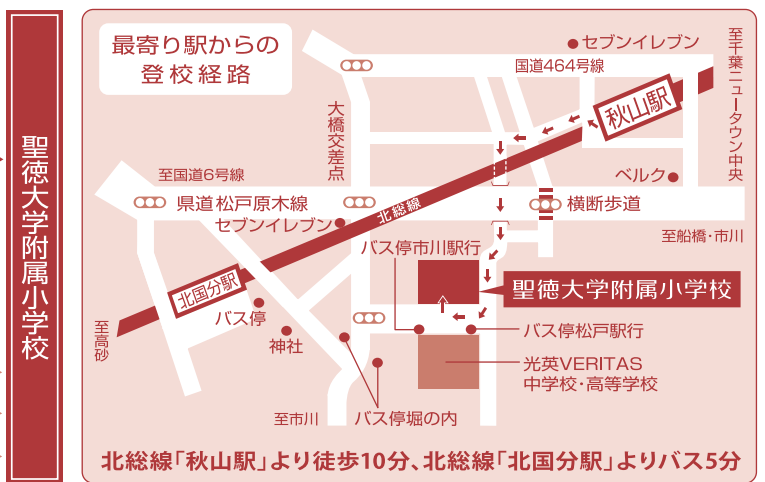 聖徳大学附属小学校
最寄り駅からの
登校経路
セブンイレブン
国道464号線
至千葉ニュータウン中央
秋山駅
大橋交差点
至国道6号線
ベルク
県道松戸原木線
北総線
横断歩道
セブンイレブン
至船橋・市川
バス停市川駅行
北国分駅
聖徳大学附属小学校
バス停
至高砂
神社
バス停松戸駅行
光英VERITAS
中学校・高等学校
至市川
バス停堀の内
北総線「秋山駅」より徒歩10分、北総線「北国分駅」よりバス5分